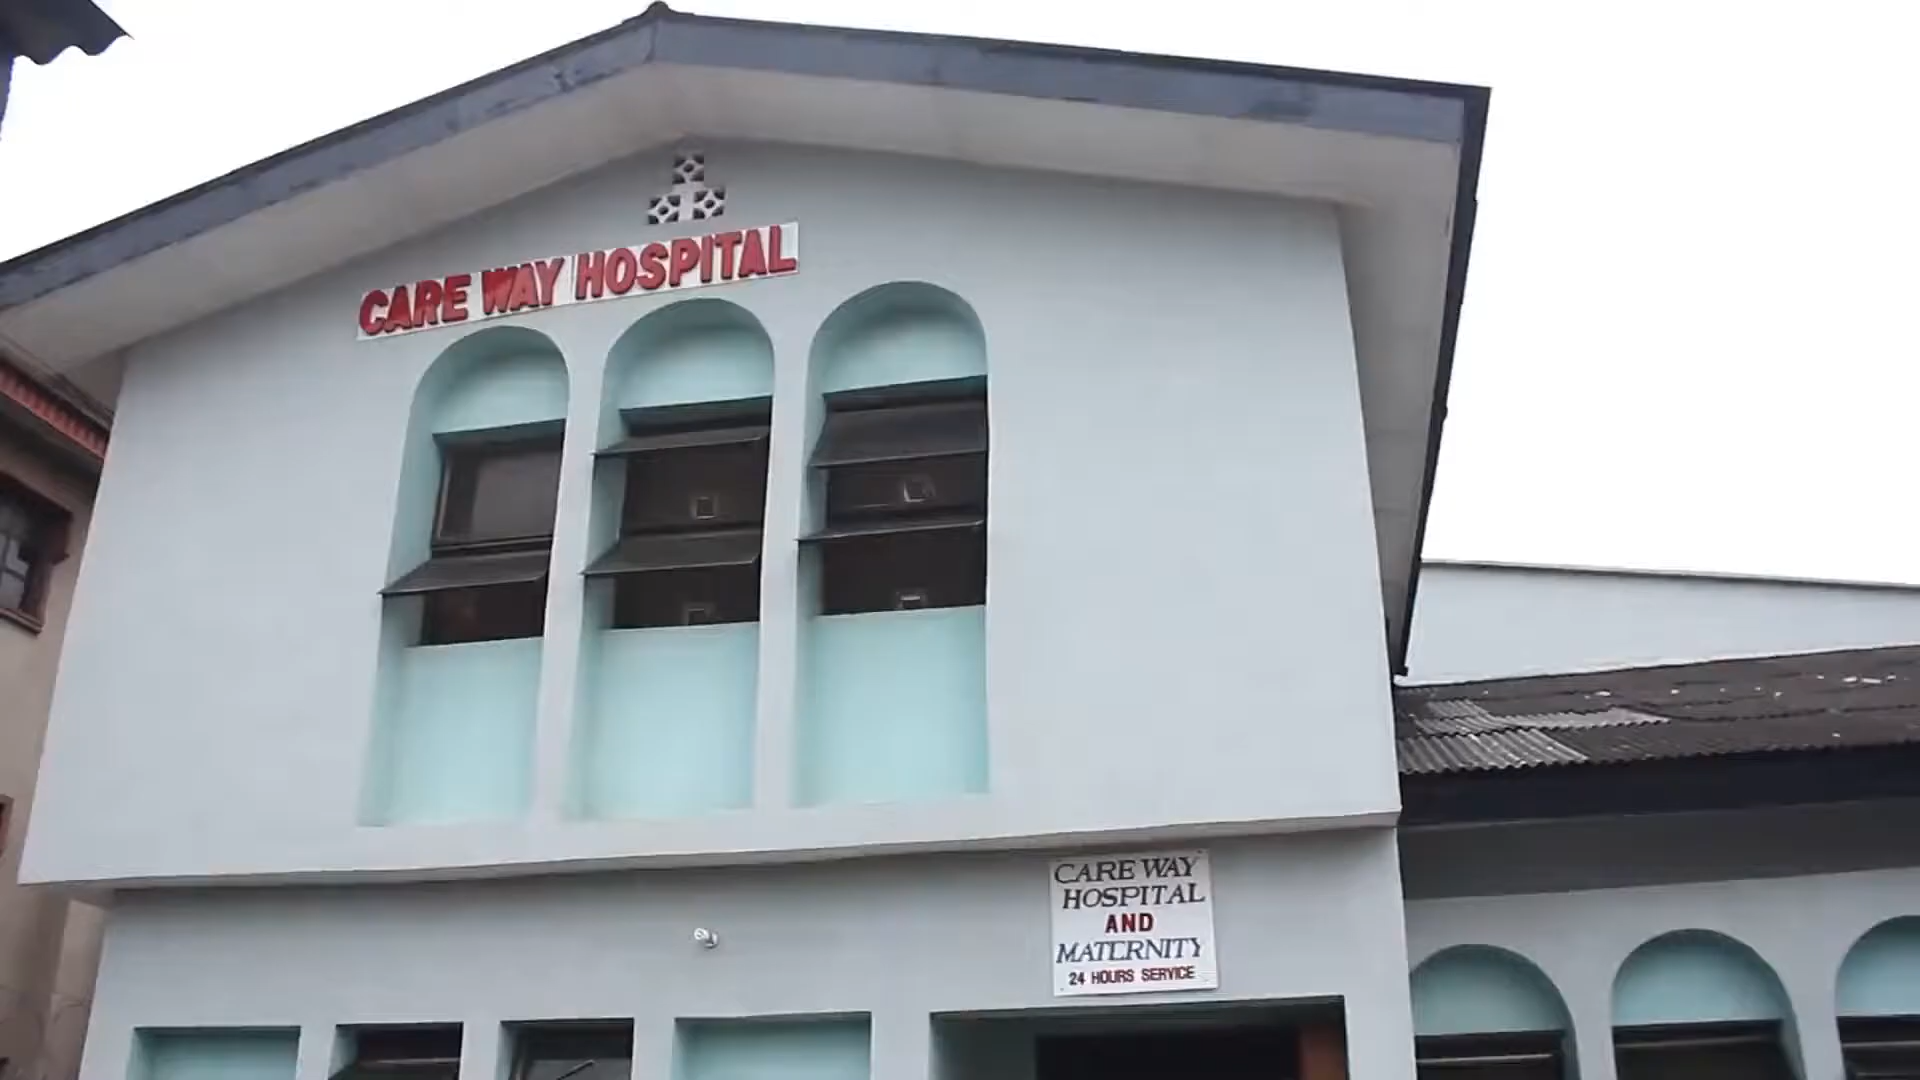 CARE WAY HOSPITAL
CARE WAY
HOSPITAL
AND
MATERNITY
24 HOURS SERVICE